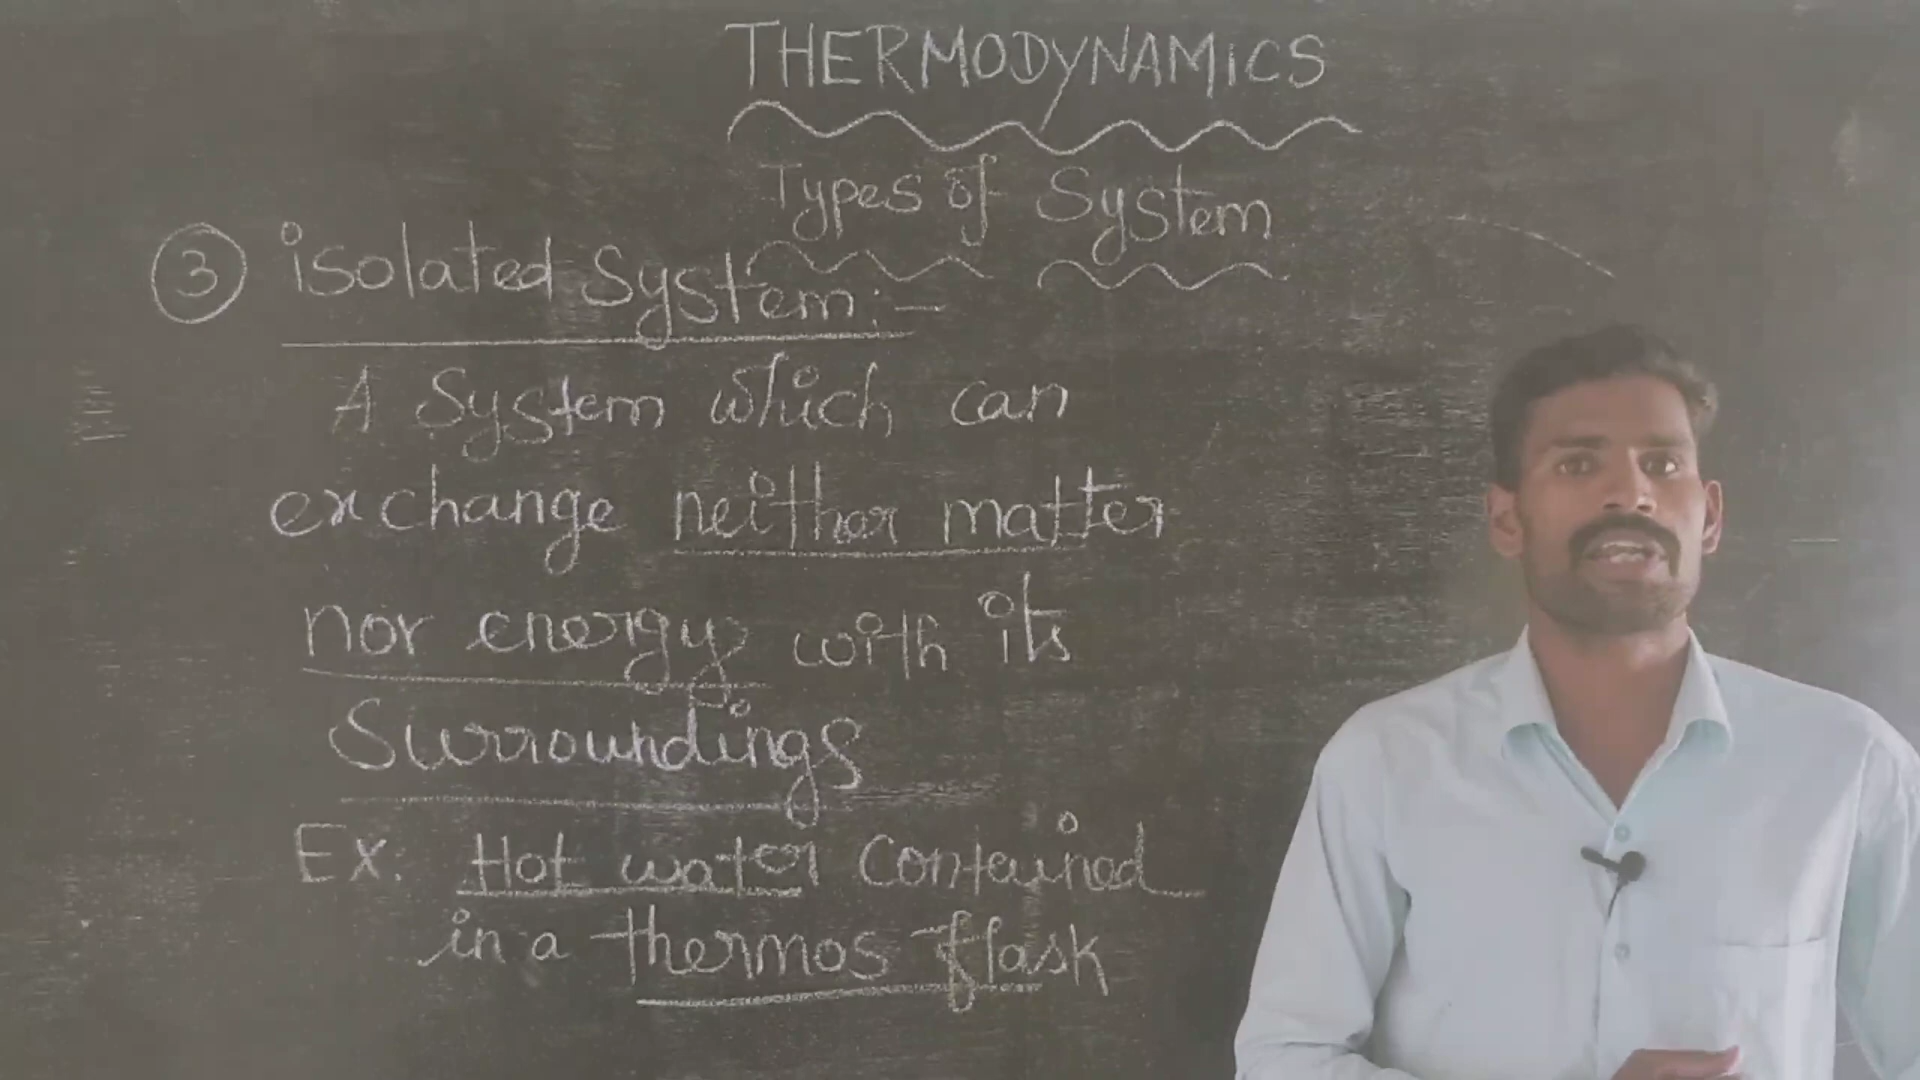 THERMODYNAMICS
Types of System
3 isolated System:-
A System which can
exchange neither matter
nor energy with its
Surroundings
Ex. Hot water Contained
in a thermos flask